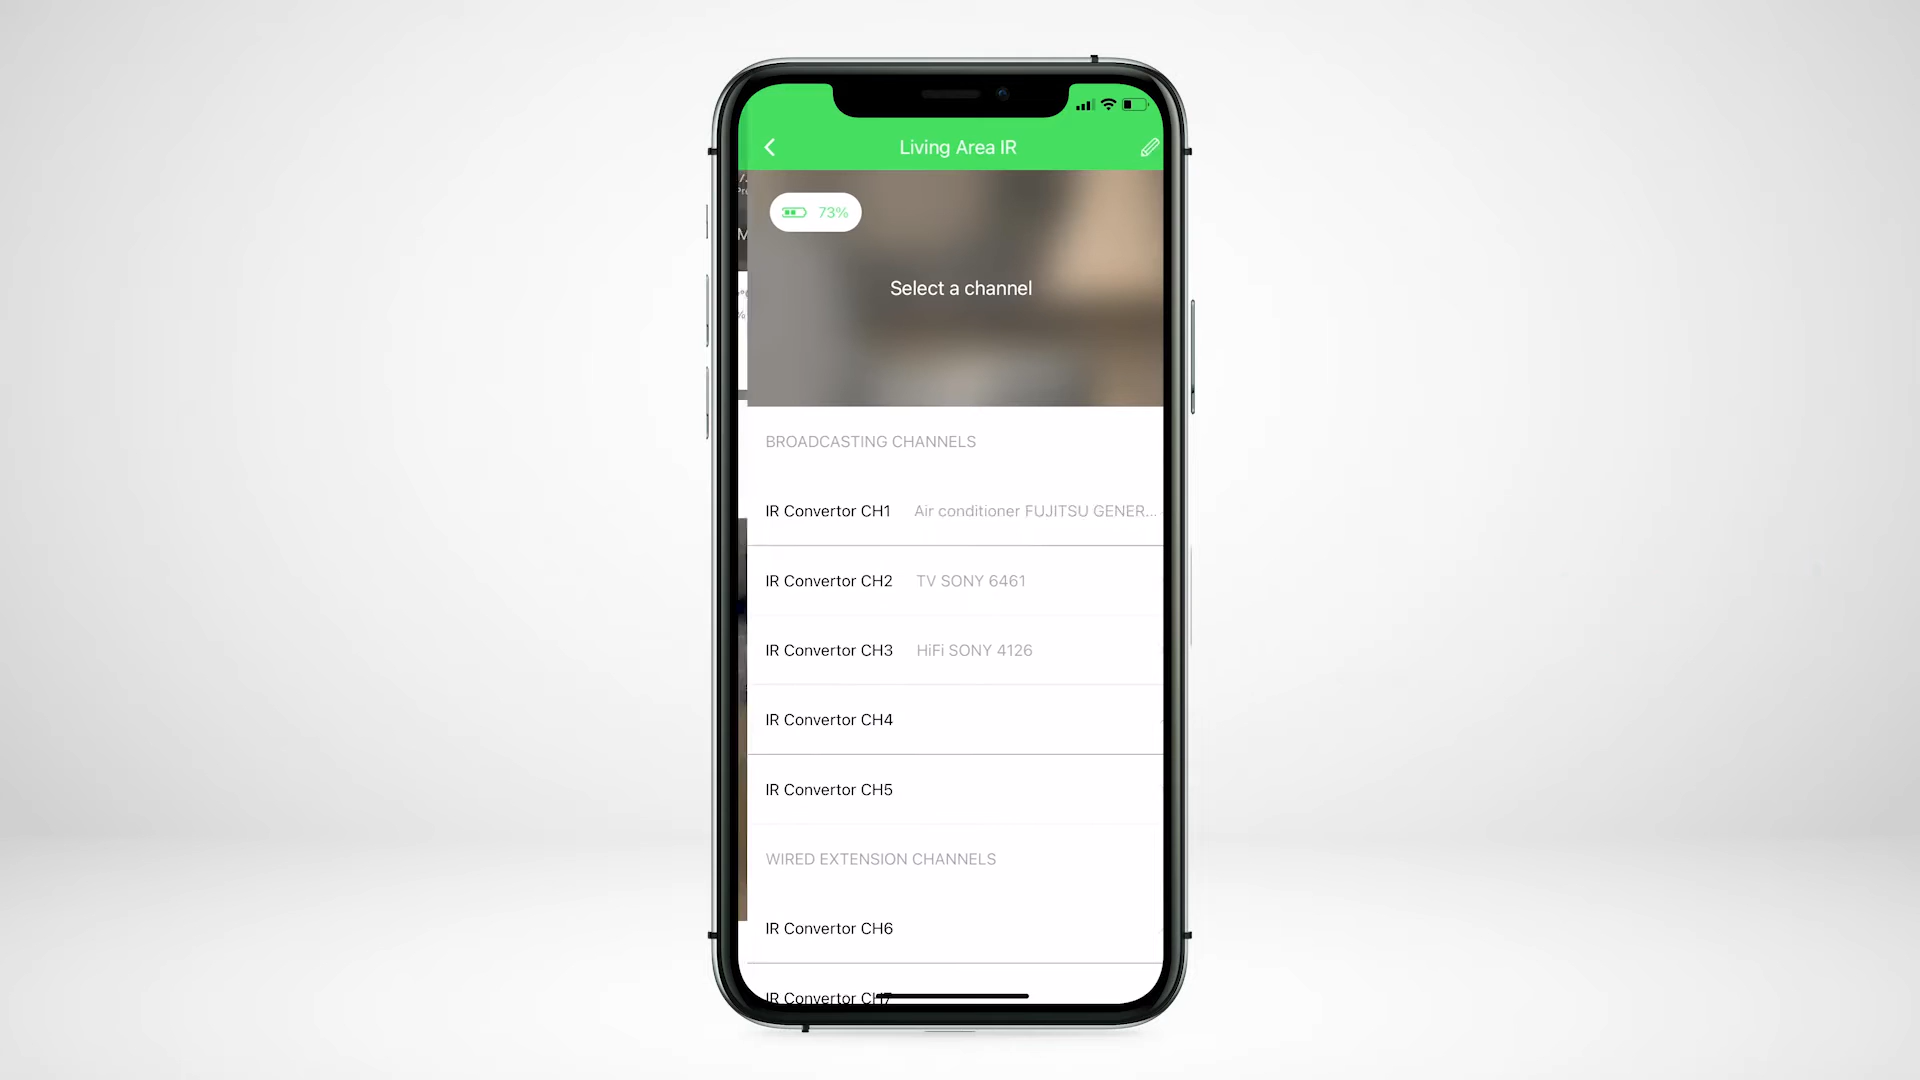 Living Area IR
73%
Select a channel
BROADCASTING CHANNELS
IR Convertor CH1 Air conditioner FUJITSU GENER...
IR Convertor CH2 TV SONY 6461
IR Convertor CH3 HiFi SONY 4126
IR Convertor CH4
IR Convertor CH5
WIRED EXTENSION CHANNELS
IR Convertor CH6
IR Convertor CH7